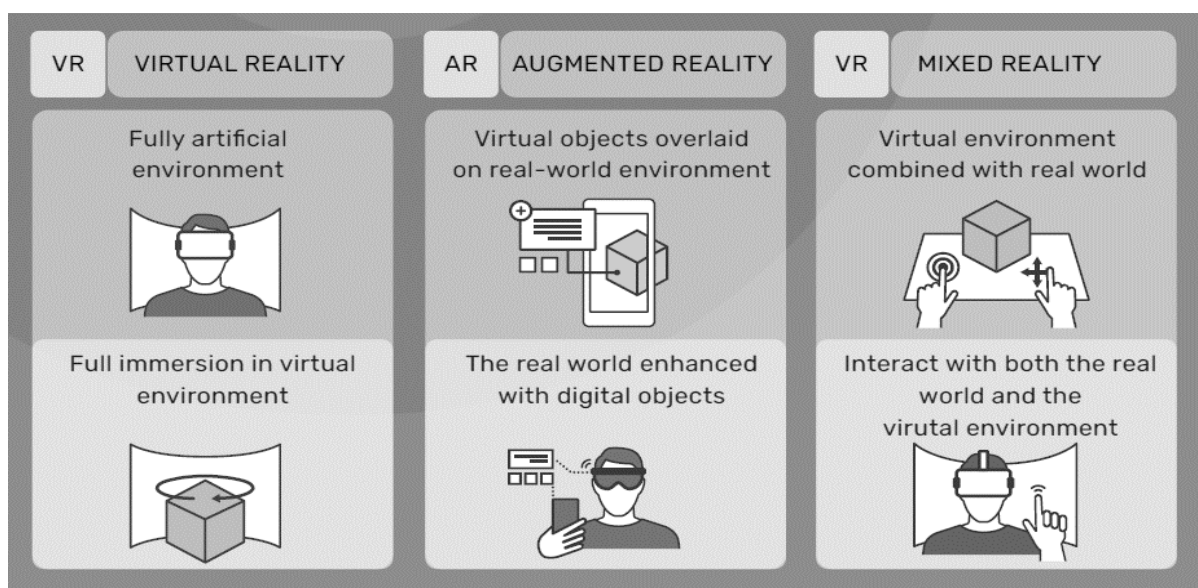 VR VIRTUAL REALITY
AR AUGMENTED REALITY
VR MIXED REALITY
Fully artificial
environment
Full immersion in virtual
environment
Virtual objects overlaid
on real-world environment
The real world enhanced
with digital objects
Virtual environment
combined with real world
Interact with both the real
world and the
virutal environment